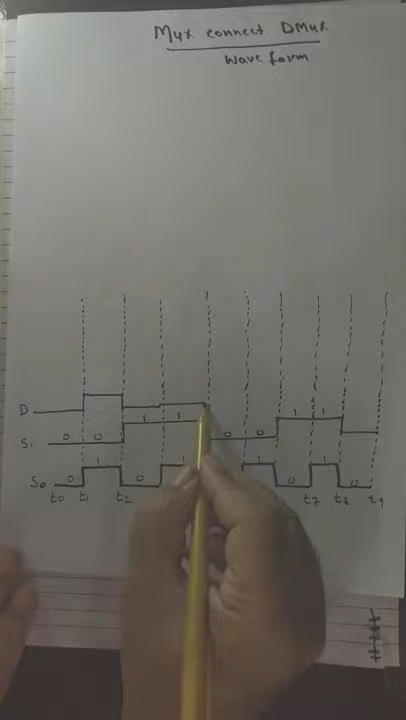 Mux connect DMux
Wave form
D
1 1 1 1
S1 0 0 0 0
S0 0 1 0 1 1 0 1 0
t0 t1 t2 t7 t8 t9